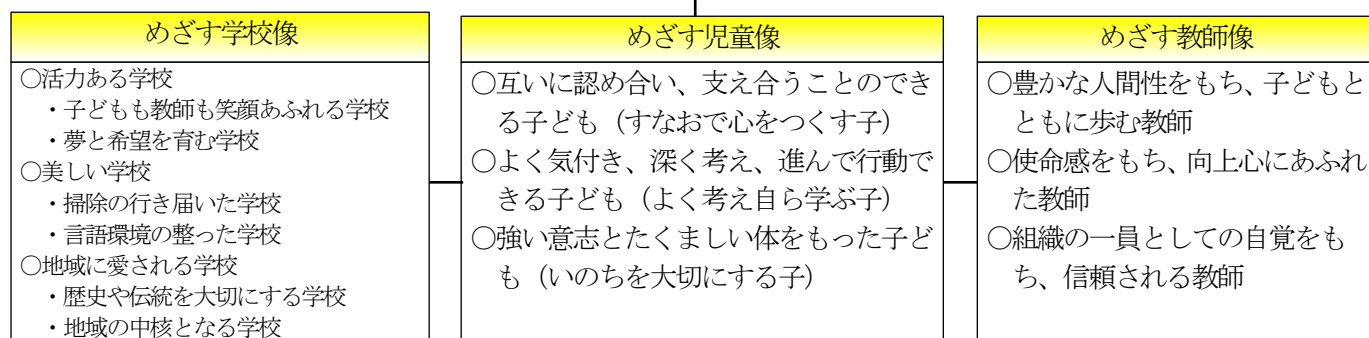 めざす学校像
○活力ある学校
・子どもも教師も笑顔あふれる学校
・夢と希望を育む学校
○美しい学校
・掃除の行き届いた学校
・言語環境の整った学校
○地域に愛される学校
・歴史や伝統を大切にする学校
・地域の中核となる学校
めざす児童像
○互いに認め合い、支え合うことのでき
る子ども（すなおで心をつくす子）
○よく気付き、深く考え、進んで行動で
きる子ども（よく考え自ら学ぶ子）
○強い意志とたくましい体をもった子ど
も（いのちを大切にする子）
めざす教師像
○豊かな人間性をもち、子どもと
ともに歩む教師
○使命感をもち、向上心にあふれ
た教師
○組織の一員としての自覚をも
ち、信頼される教師